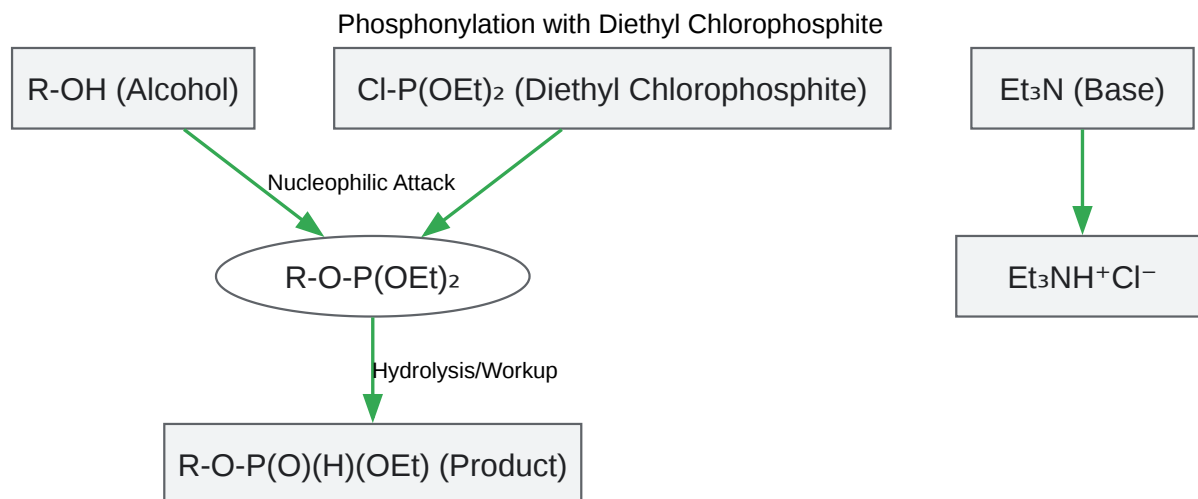 Phosphonylation with Diethyl Chlorophosphite
R-OH (Alcohol)
Cl-P(OEt)₂ (Diethyl Chlorophosphite)
Et₃N (Base)
Nucleophilic Attack
R-O-P(OEt)₂
Et₃NH⁺Cl⁻
Hydrolysis/Workup
R-O-P(O)(H)(OEt) (Product)